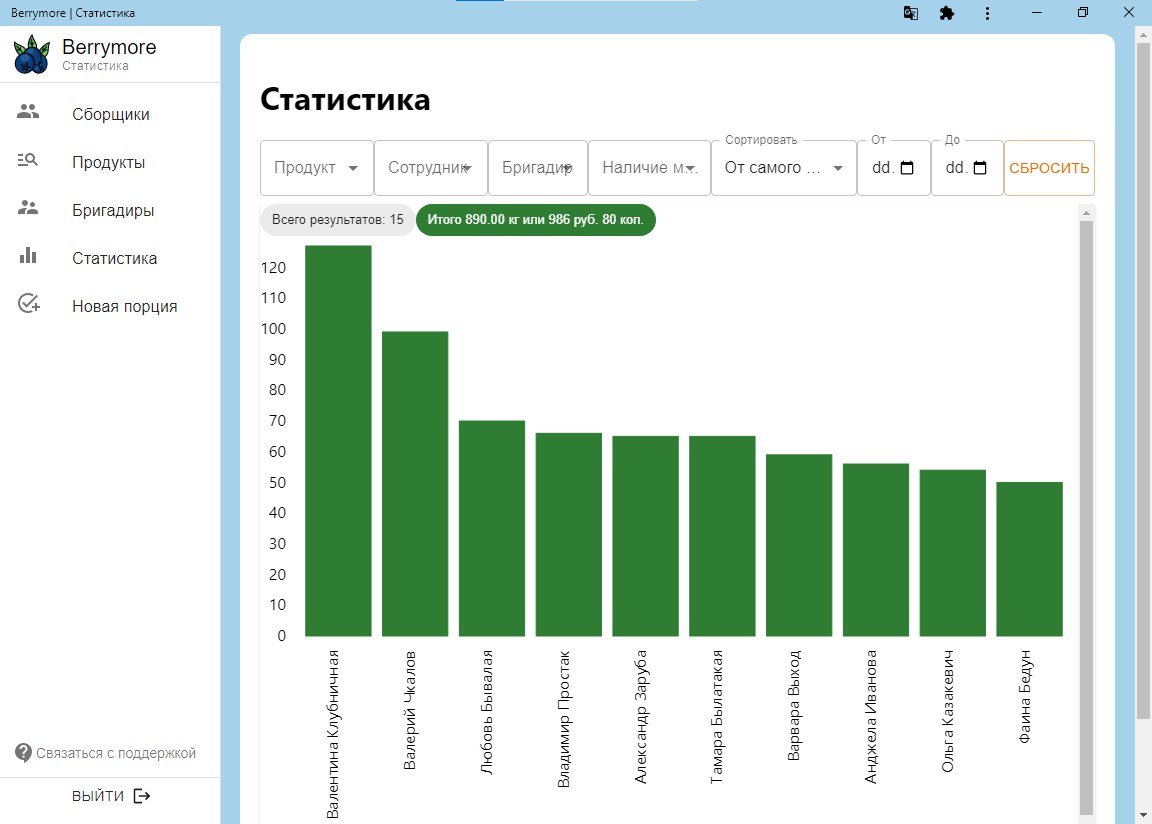 Berrymore | Статистика
Berrymore
Статистика
Сборщики
Продукты
Бригадиры
Статистика
Новая порция
Связаться с поддержкой
ВЫЙТИ
Статистика
Продукт
Сотрудник
Бригадир
Наличие м...
Сортировать
От самого ...
От
dd.
До
dd.
СБРОСИТЬ
Всего результатов: 15
Итого 890.00 кг или 986 руб. 80 коп.
120
110
100
90
80
70
60
50
40
30
20
10
0
Валентина Клубничная
Валерий Чкалов
Любовь Бывалая
Владимир Простак
Александр Заруба
Тамара Былатакая
Варвара Выход
Анджела Иванова
Ольга Казакевич
Фаина Бедун